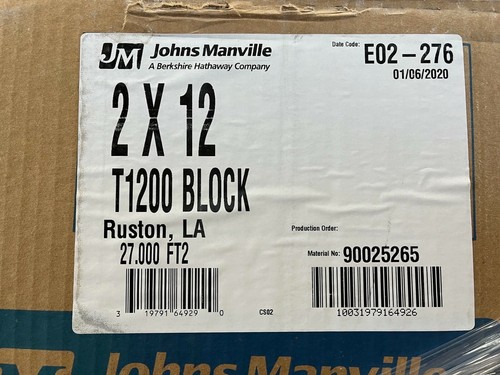 JM Johns Manville
A Berkshire Hathaway Company
Date Code: E02-276
01/06/2020
2 X 12
T1200 BLOCK
Ruston, LA
27.000 FT2
Production Order:
Material No: 90025265
3 19791 64929 0
CS02
10031979164926
Johns Manville